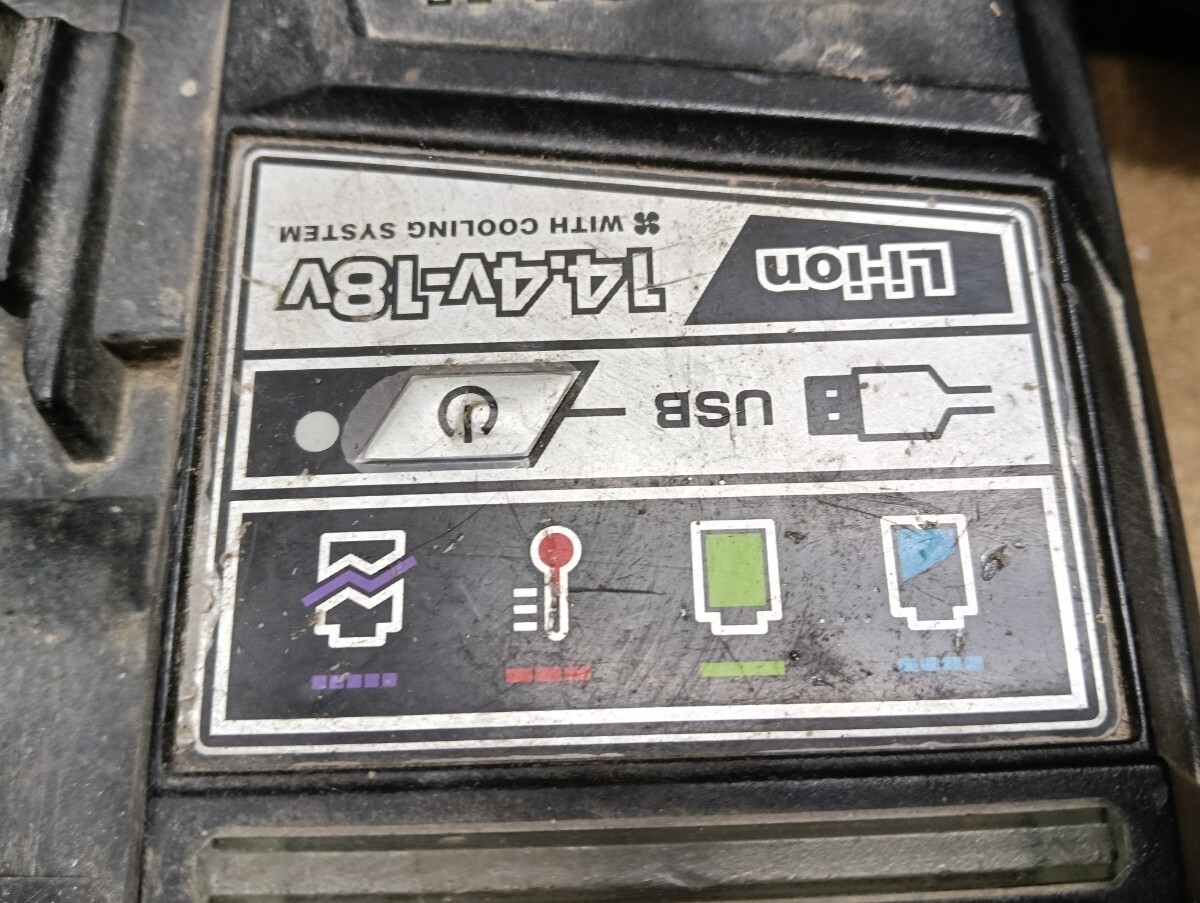 Li-ion
14.4v-18v
WITH COOLING SYSTEM
USB